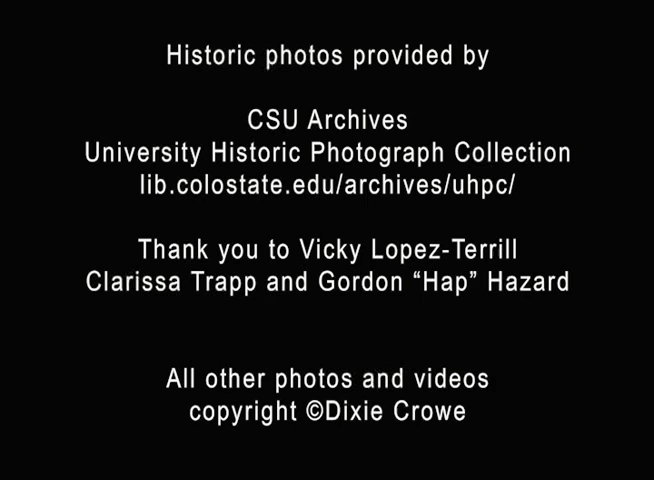 Historic photos provided by
CSU Archives
University Historic Photograph Collection
lib.colostate.edu/archives/uhpc/
Thank you to Vicky Lopez-Terrill
Clarissa Trapp and Gordon “Hap” Hazard
All other photos and videos
copyright ©Dixie Crowe